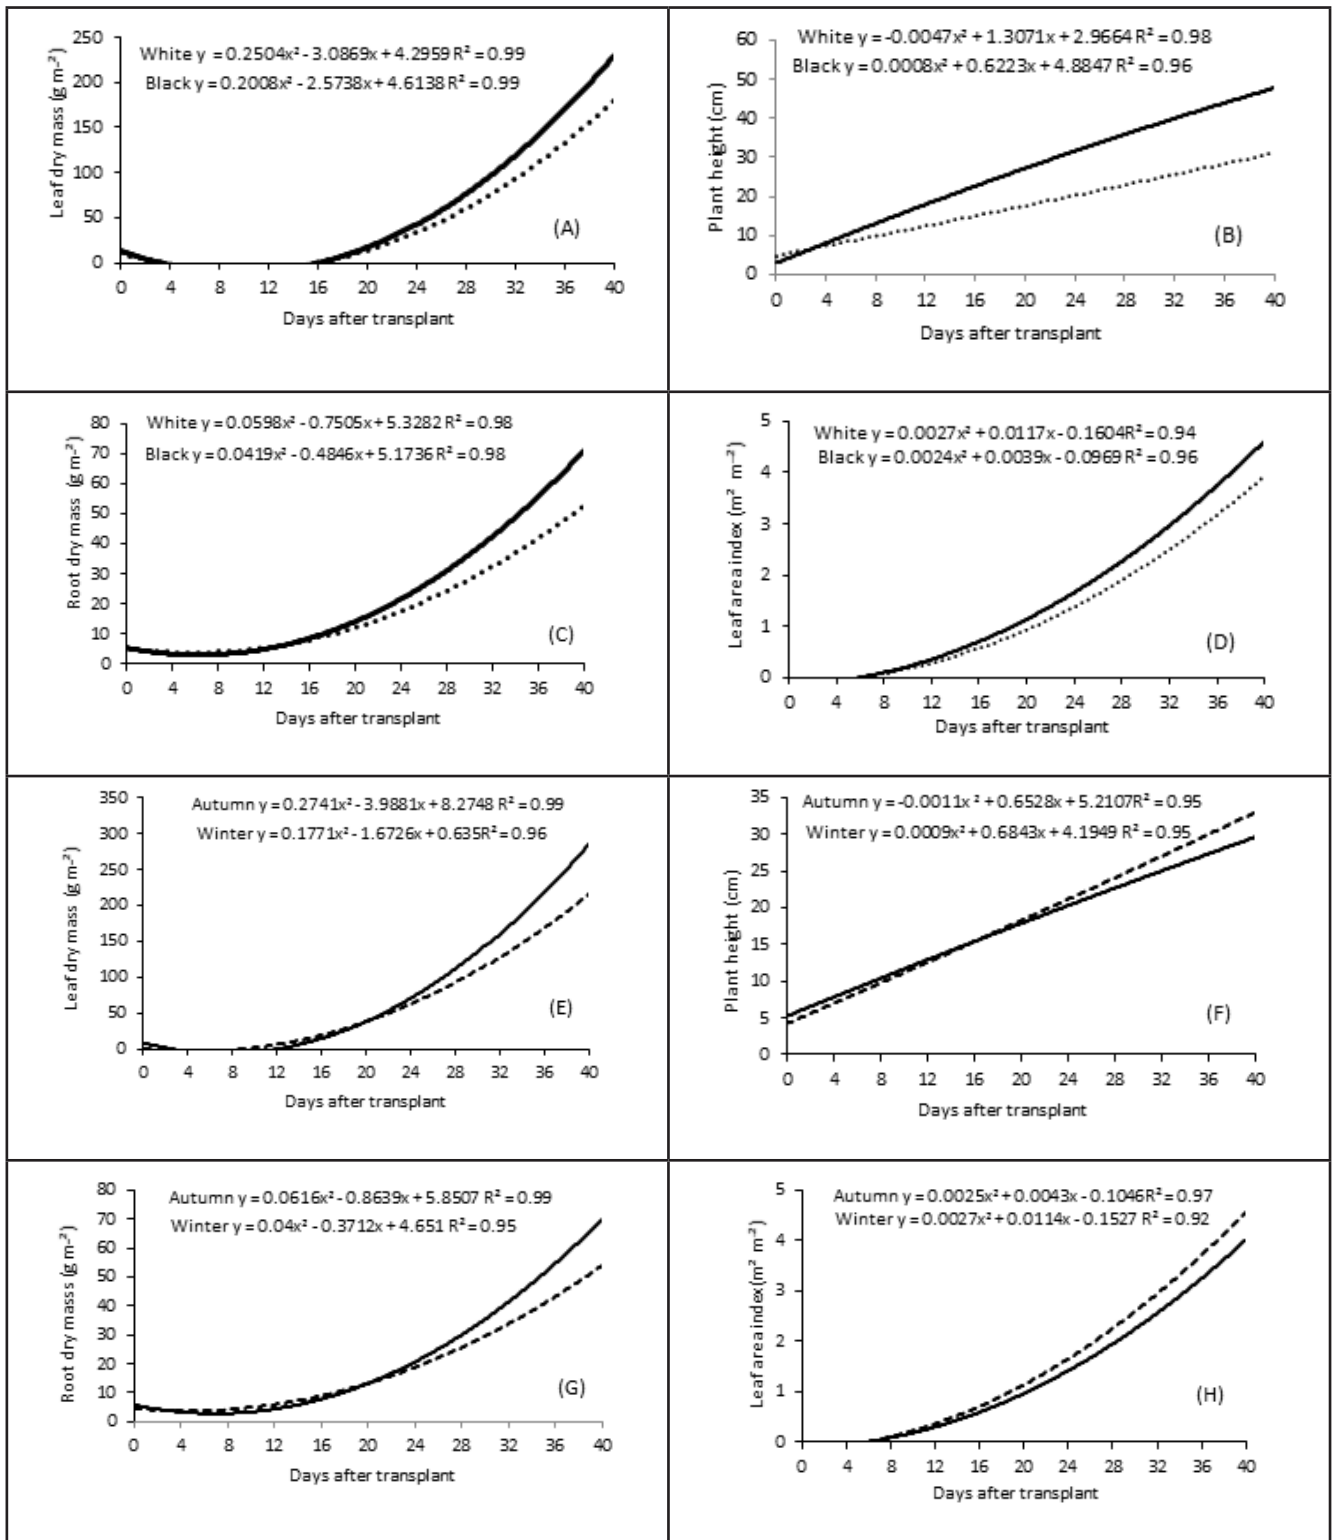 White y = 0.2504x² - 3.0869x + 4.2959 R² = 0.99
Black y = 0.2008x² - 2.5738x + 4.6138 R² = 0.99
Leaf dry mass (g m-²)
250
200
150
100
50
0
(A)
0 4 8 12 16 20 24 28 32 36 40
Days after transplant
White y = -0.0047x² + 1.3071x + 2.9664 R² = 0.98
Black y = 0.0008x² + 0.6223x + 4.8847 R² = 0.96
Plant height (cm)
60
50
40
30
20
10
0
(B)
0 4 8 12 16 20 24 28 32 36 40
Days after transplant
White y = 0.0598x² - 0.7505x + 5.3282 R² = 0.98
Black y = 0.0419x² - 0.4846x + 5.1736 R² = 0.98
Root dry mass (g m-²)
80
70
60
50
40
30
20
10
0
(C)
0 4 8 12 16 20 24 28 32 36 40
Days after transplant
White y = 0.0027x² + 0.0117x - 0.1604R² = 0.94
Black y = 0.0024x² + 0.0039x - 0.0969 R² = 0.96
Leaf area index (m² m-²)
5
4
3
2
1
0
(D)
0 4 8 12 16 20 24 28 32 36 40
Days after transplant
Autumn y = 0.2741x² - 3.9881x + 8.2748 R² = 0.99
Winter y = 0.1771x² - 1.6726x + 0.635R² = 0.96
Leaf dry mass (g m-²)
350
300
250
200
150
100
50
0
(E)
0 4 8 12 16 20 24 28 32 36 40
Days after transplant
Autumn y = -0.0011x² + 0.6528x + 5.2107R² = 0.95
Winter y = 0.0009x² + 0.6843x + 4.1949 R² = 0.95
Plant height (cm)
35
30
25
20
15
10
5
0
(F)
0 4 8 12 16 20 24 28 32 36 40
Days after transplant
Autumn y = 0.0616x² - 0.8639x + 5.8507 R² = 0.99
Winter y = 0.04x² - 0.3712x + 4.651 R² = 0.95
Root dry masss (g m-²)
80
70
60
50
40
30
20
10
0
(G)
0 4 8 12 16 20 24 28 32 36 40
Days after transplant
Autumn y = 0.0025x² + 0.0043x - 0.1046R² = 0.97
Winter y = 0.0027x² + 0.0114x - 0.1527 R² = 0.92
Leaf area index(m² m-²)
5
4
3
2
1
0
(H)
0 4 8 12 16 20 24 28 32 36 40
Days after transplant